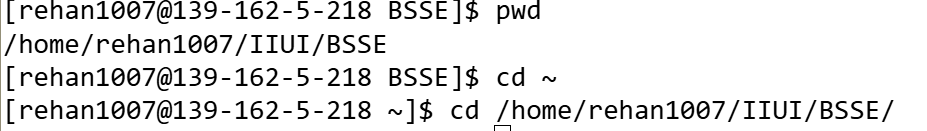 [rehan1007@139-162-5-218 BSSE]$ pwd
/home/rehan1007/IIUI/BSSE
[rehan1007@139-162-5-218 BSSE]$ cd ~
[rehan1007@139-162-5-218 ~]$ cd /home/rehan1007/IIUI/BSSE/